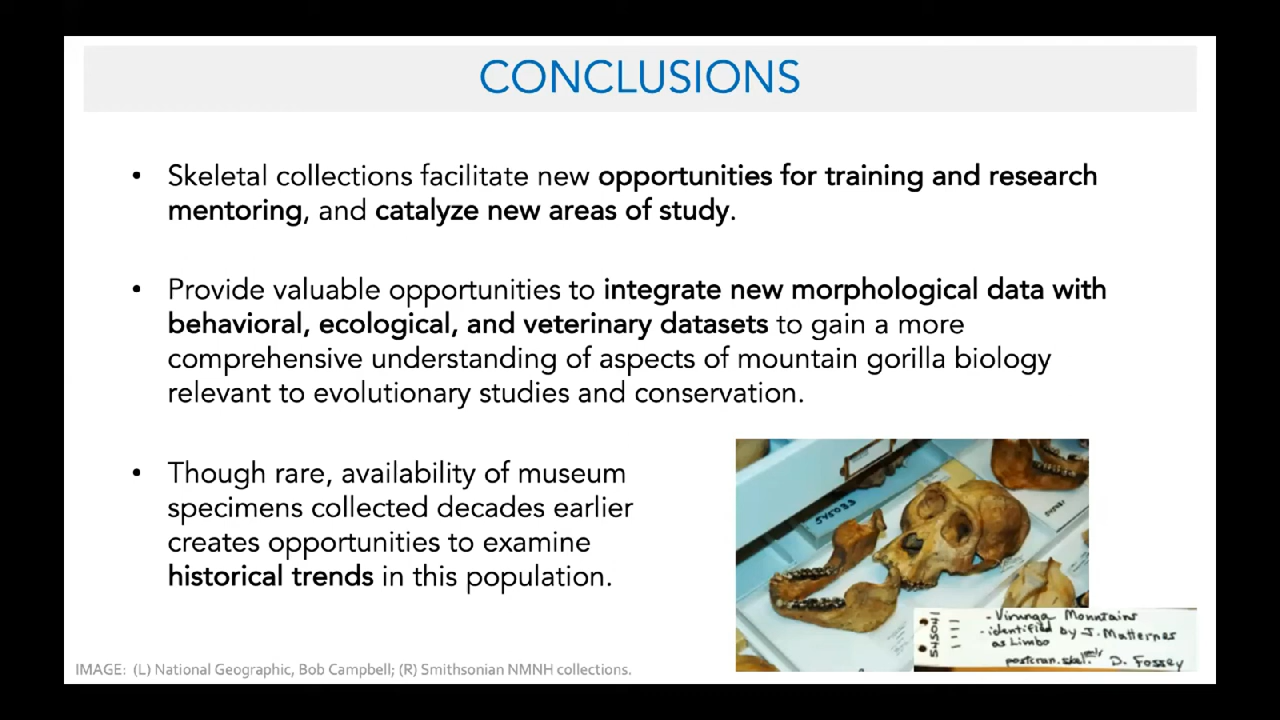 CONCLUSIONS
• Skeletal collections facilitate new opportunities for training and research
mentoring, and catalyze new areas of study.
• Provide valuable opportunities to integrate new morphological data with
behavioral, ecological, and veterinary datasets to gain a more
comprehensive understanding of aspects of mountain gorilla biology
relevant to evolutionary studies and conservation.
• Though rare, availability of museum
specimens collected decades earlier
creates opportunities to examine
historical trends in this population.
545041
- Virunga Mountains
- identified by J. Matternes
as Limbo
D. Fossey
IMAGE: (L) National Geographic, Bob Campbell; (R) Smithsonian NMNH collections.